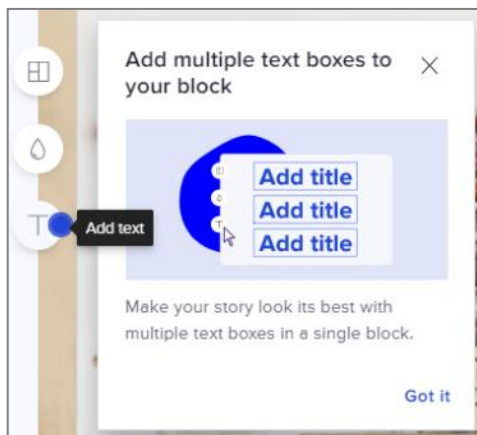 Add multiple text boxes to
your block
Add title
Add title
Add title
T
T
Add text
Make your story look its best with
multiple text boxes in a single block.
Got it